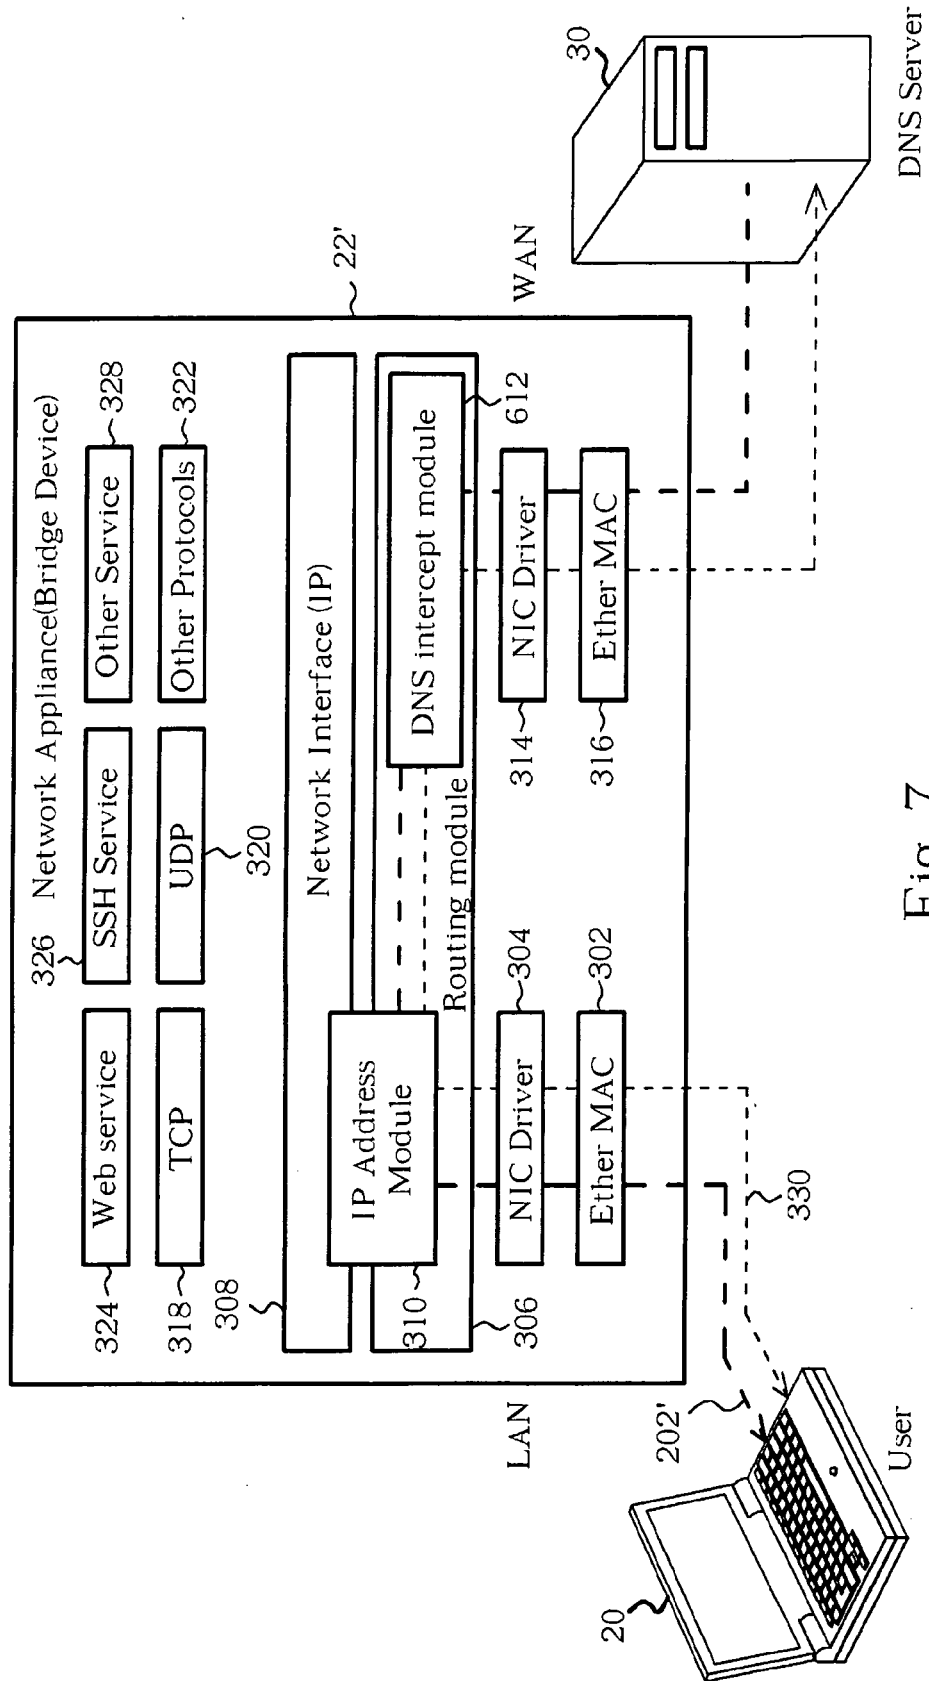 326 Network Appliance(Bridge Device)
22'
Web service
SSH Service
Other Service
324
328
TCP
UDP
Other Protocols
318
320
322
308
Network Interface (IP)
IP Address
Module
DNS intercept module
Routing module
310
306
612
NIC Driver
304
314
NIC Driver
Ether MAC
302
316
Ether MAC
LAN
WAN
202'
330
20
User
30
DNS Server
Fig. 7